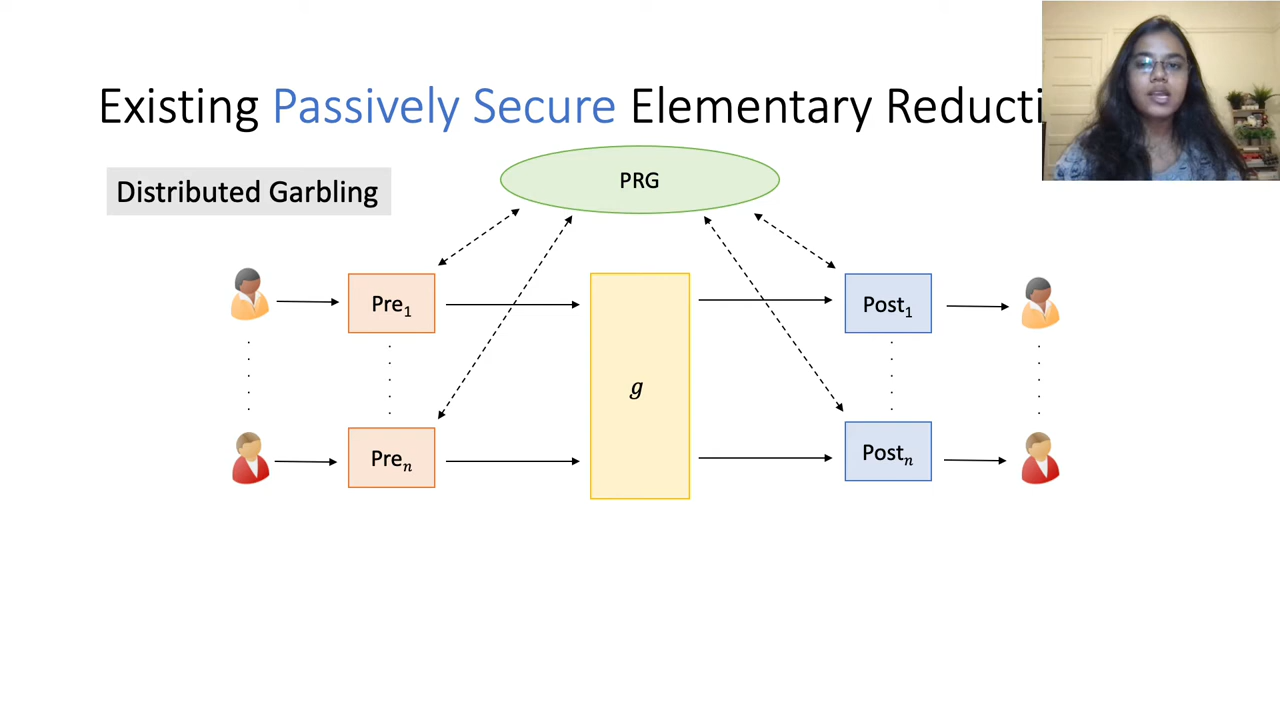 Existing Passively Secure Elementary Reducti
Distributed Garbling
PRG
Pre₁
Post₁
g
Preₙ
Postₙ